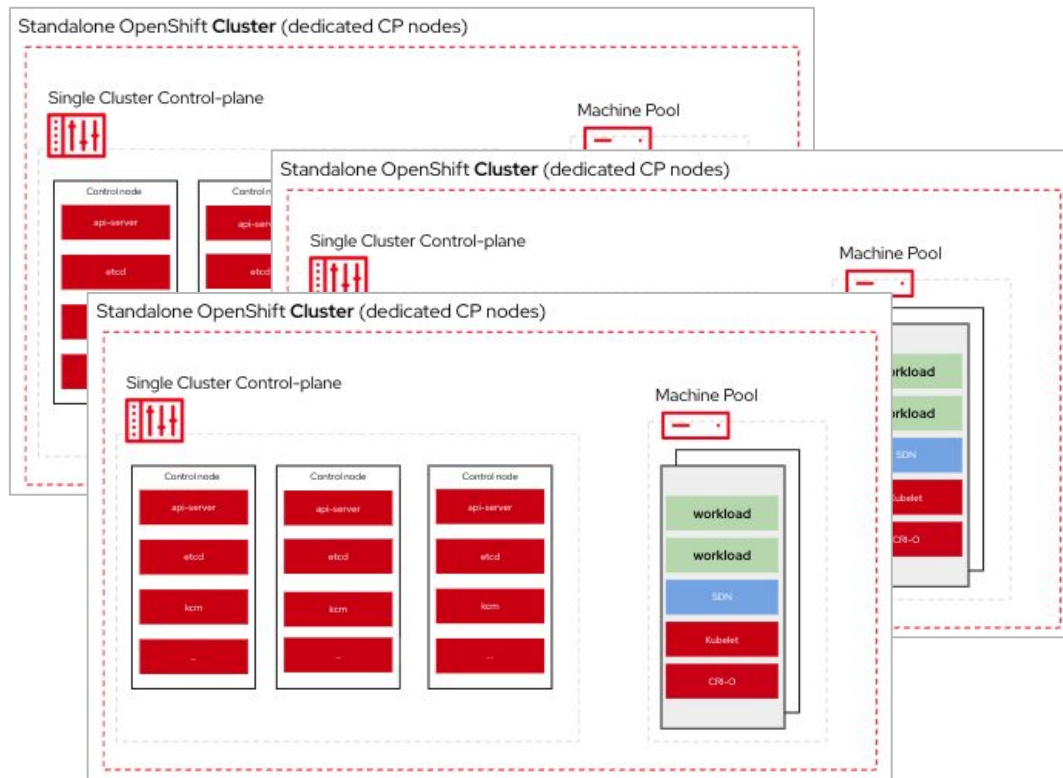 Standalone OpenShift Cluster (dedicated CP nodes)
Single Cluster Control-plane
Machine Pool
Control node
api-server
etcd
api-
etcd
Standalone OpenShift Cluster (dedicated CP nodes)
Single Cluster Control-plane
Machine Pool
workload
SDN
CRI-O
Standalone OpenShift Cluster (dedicated CP nodes)
Single Cluster Control-plane
Machine Pool
Control node
Control node
Control node
api-server
api-server
api-server
etcd
etcd
etcd
kcm
kcm
kcm
...
...
...
workload
workload
SDN
Kubelet
CRI-O